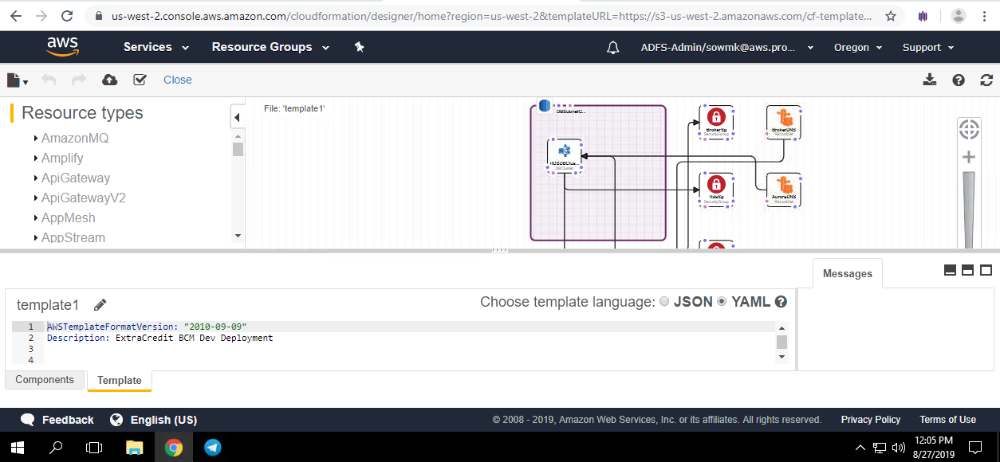 us-west-2.console.aws.amazon.com/cloudformation/designer/home?region=us-west-2&templateURL=https://s3-us-west-2.amazonaws.com/cf-template...
aws Services Resource Groups ADFS-Admin/sowmk@aws.pro... Oregon Support
Close
Resource types
AmazonMQ
Amplify
ApiGateway
ApiGatewayV2
AppMesh
AppStream
File: 'template1'
DBSubnetG...
RDSDBClus...
DBCluster
BrokerSg
SecurityGroup
BrokerDNS
RecordSet
RdsSg
SecurityGroup
AuroraDNS
RecordSet
Messages
template1
Choose template language: JSON YAML
1 AWSTemplateFormatVersion: "2010-09-09"
2 Description: ExtraCredit BCM Dev Deployment
3
4
Components Template
Feedback English (US) © 2008 - 2019, Amazon Web Services, Inc. or its affiliates. All rights reserved. Privacy Policy Terms of Use
12:05 PM
8/27/2019